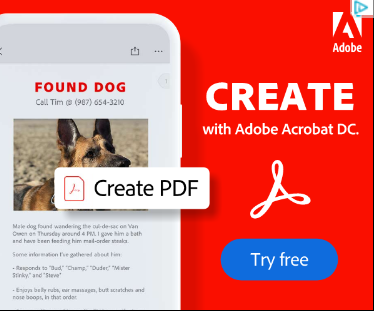 Adobe
FOUND DOG
Call Tim @ (987) 654-3210
CREATE
with Adobe Acrobat DC.
Create PDF
Male dog found wandering the cul-de-sac on Van
Owen on Thursday around 4 PM. I gave him a bath
and have been feeding him mail-order steaks.
Some information I've gathered about him:
- Responds to "Bud," "Champ," "Duder," "Mister
Stinky," and "Steve"
- Enjoys belly rubs, ear massages, butt scratches and
nose boops, in that order.
Try free